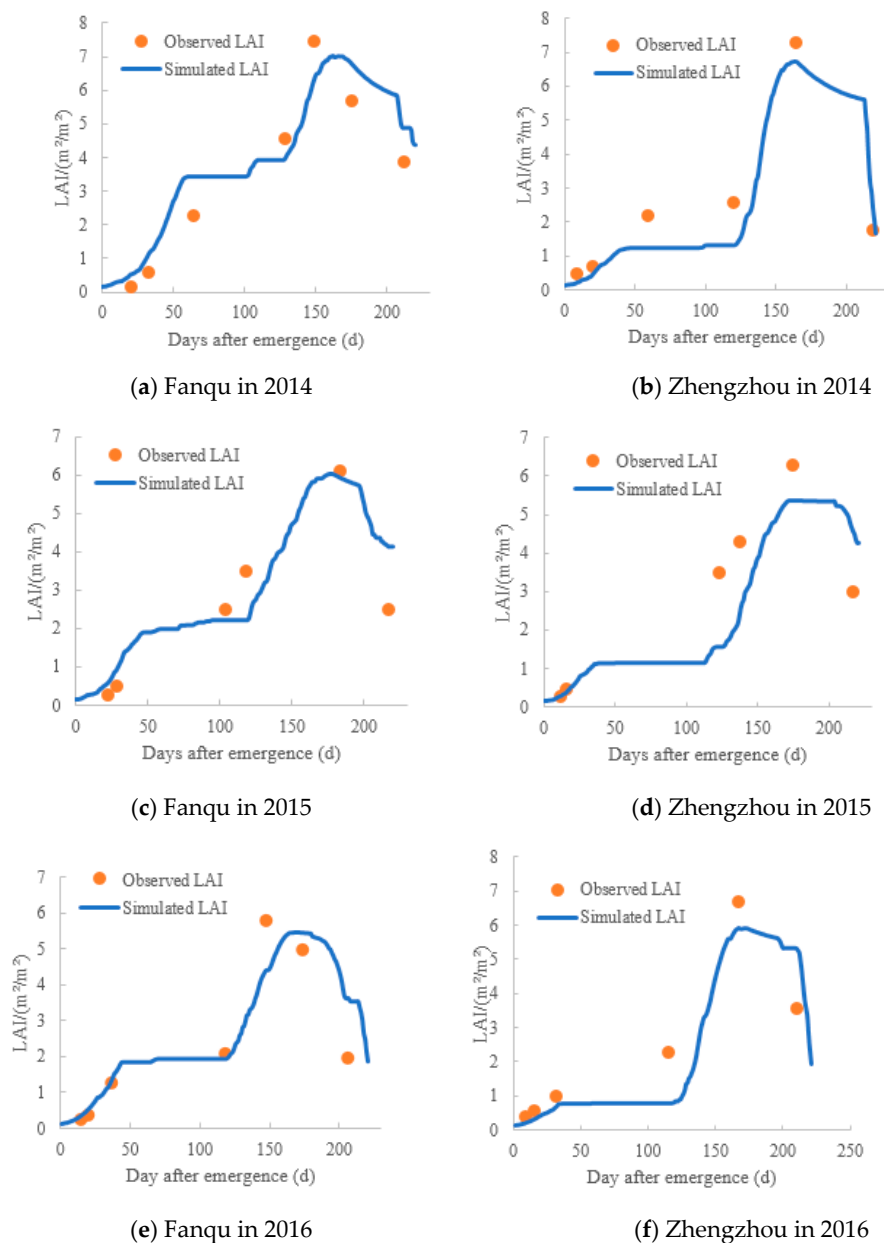 8
7
6
5
4
3
2
1
0
Observed LAI
Simulated LAI
LAI/(m²/m²)
0 50 100 150 200
Days after emergence (d)
(a) Fanqu in 2014
8
7
6
5
4
3
2
1
0
Observed LAI
Simulated LAI
LAI/(m²/m²)
0 50 100 150 200
Days after emergence (d)
(b) Zhengzhou in 2014
7
6
5
4
3
2
1
0
Observed LAI
Simulated LAI
LAI/(m²/m²)
0 50 100 150 200
Days after emergence (d)
(c) Fanqu in 2015
7
6
5
4
3
2
1
0
Observed LAI
Simulated LAI
LAI/(m²/m²)
0 50 100 150 200
Days after emergence (d)
(d) Zhengzhou in 2015
7
6
5
4
3
2
1
0
Observed LAI
Simulated LAI
LAI/(m²/m²)
0 50 100 150 200
Day after emergence (d)
(e) Fanqu in 2016
8
7
6
5
4
3
2
1
0
Observed LAI
Simulated LAI
LAI/(m²/m²)
0 50 100 150 200 250
Day after emergence (d)
(f) Zhengzhou in 2016